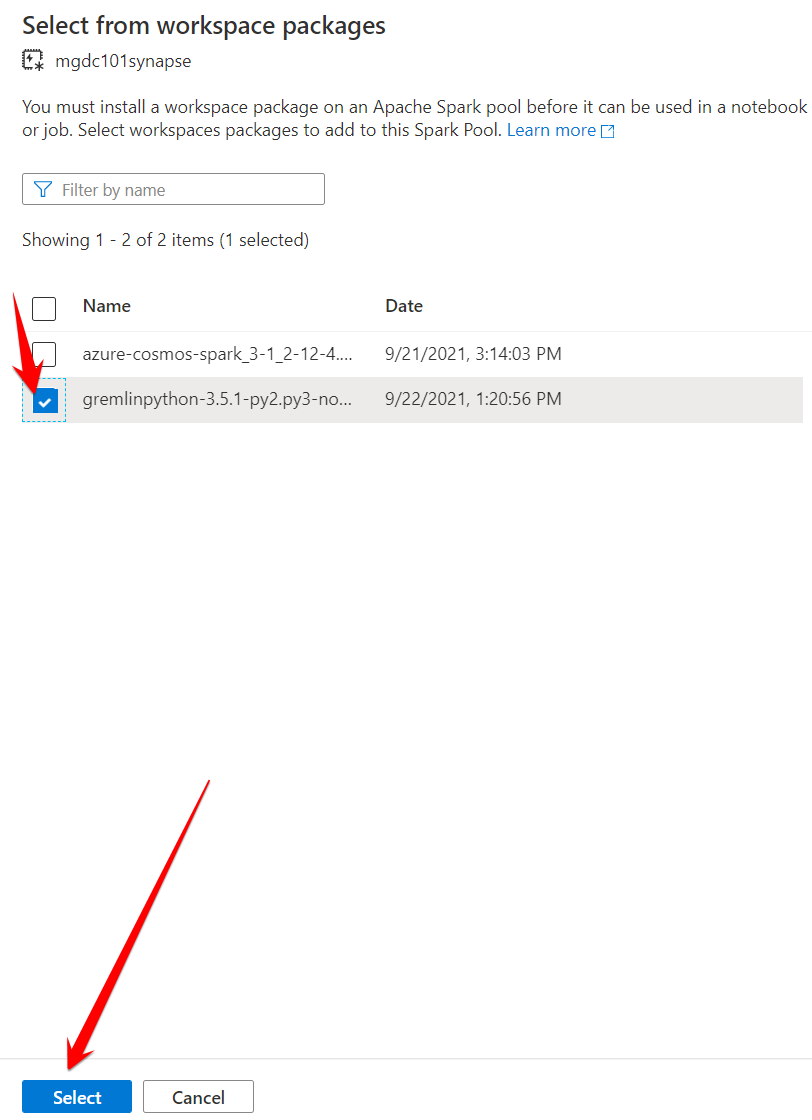 Select from workspace packages
mgdc101synapse
You must install a workspace package on an Apache Spark pool before it can be used in a notebook
or job. Select workspaces packages to add to this Spark Pool. Learn more
Filter by name
Showing 1 - 2 of 2 items (1 selected)
Name Date
azure-cosmos-spark_3-1_2-12-4.... 9/21/2021, 3:14:03 PM
gremlinpython-3.5.1-py2.py3-no... 9/22/2021, 1:20:56 PM
Select Cancel